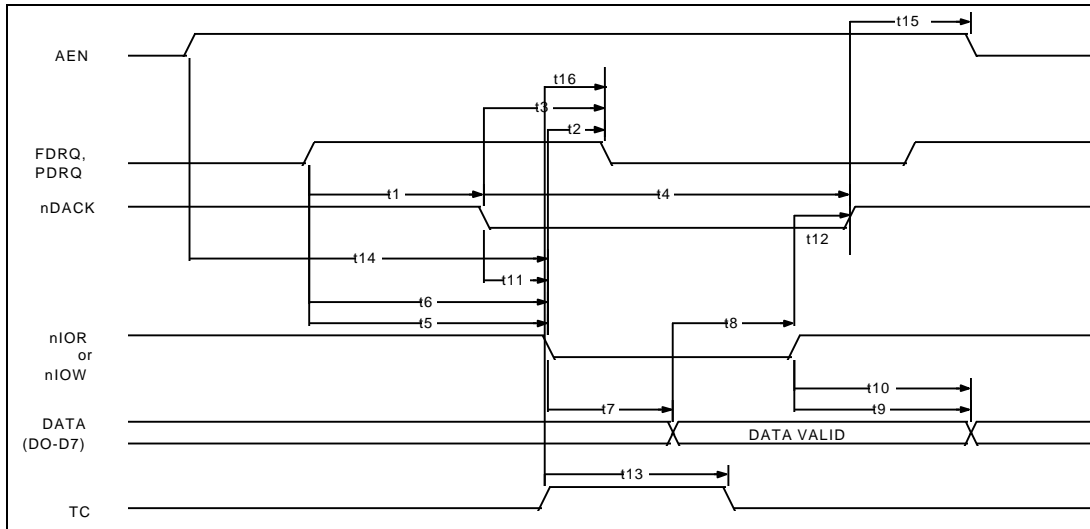 t15
AEN
t16
t3
t2
FDRQ,
PDRQ
t1
t4
nDACK
t12
t14
t11
t6
t5
t8
nIOR
or
nIOW
t10
t7
t9
DATA
(DO-D7)
DATA VALID
t13
TC